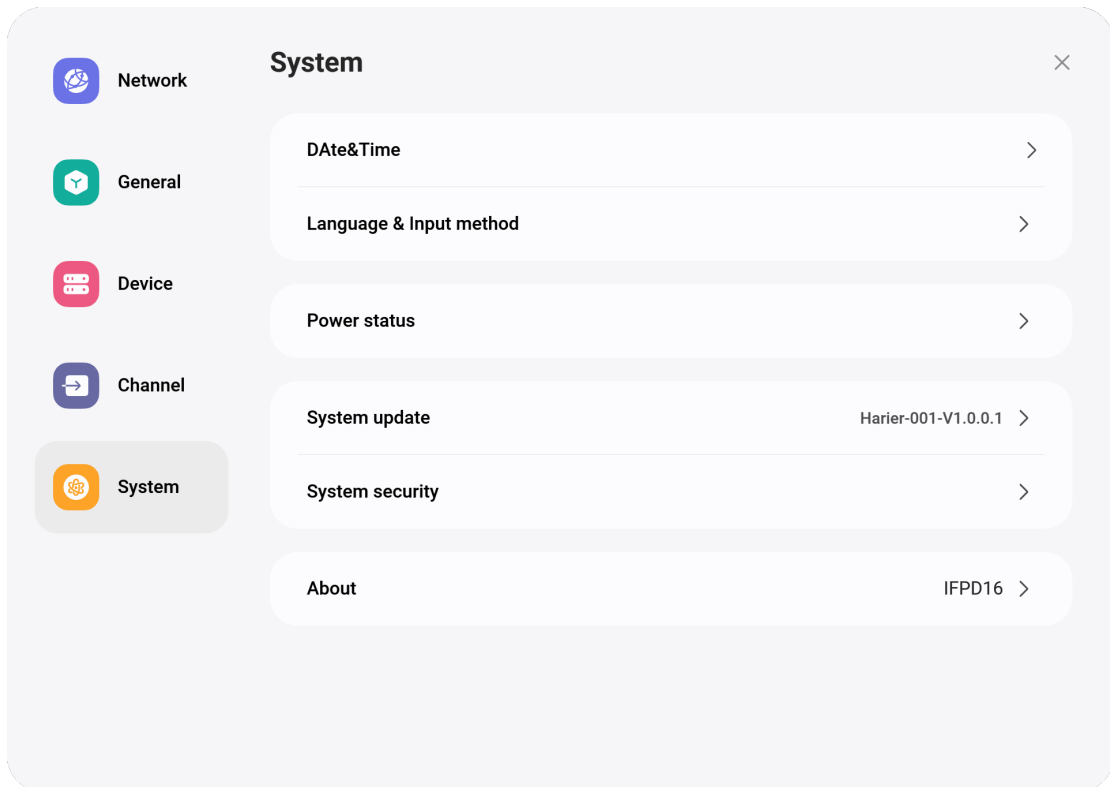 Network
General
Device
Channel
System
System
DAte&Time
Language & Input method
Power status
System update
Harier-001-V1.0.0.1
System security
About
IFPD16